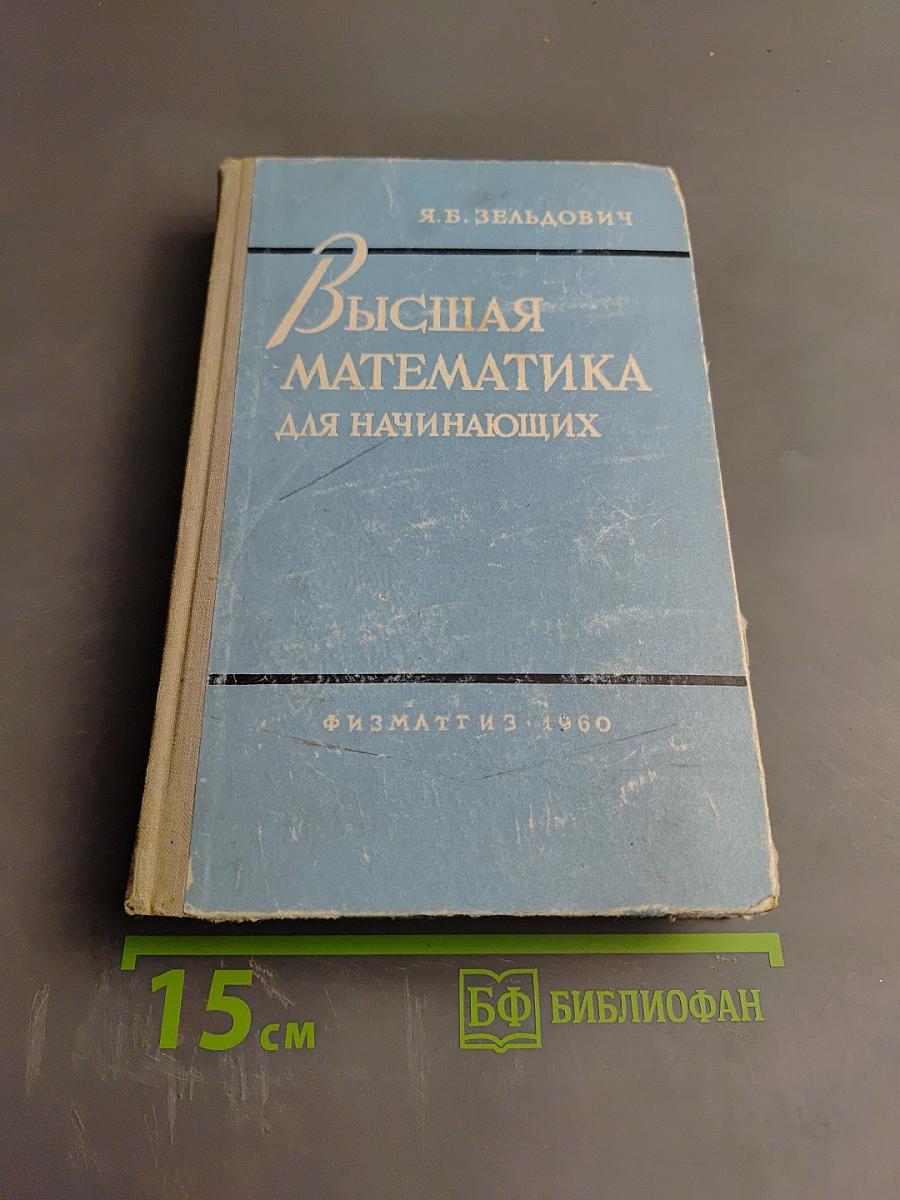 Я. Б. ЗЕЛЬДОВИЧ
ВЫСШАЯ
МАТЕМАТИКА
ДЛЯ НАЧИНАЮЩИХ
ФИЗМАТГИЗ · 1960
15 см
БФ БИБЛИОФАН